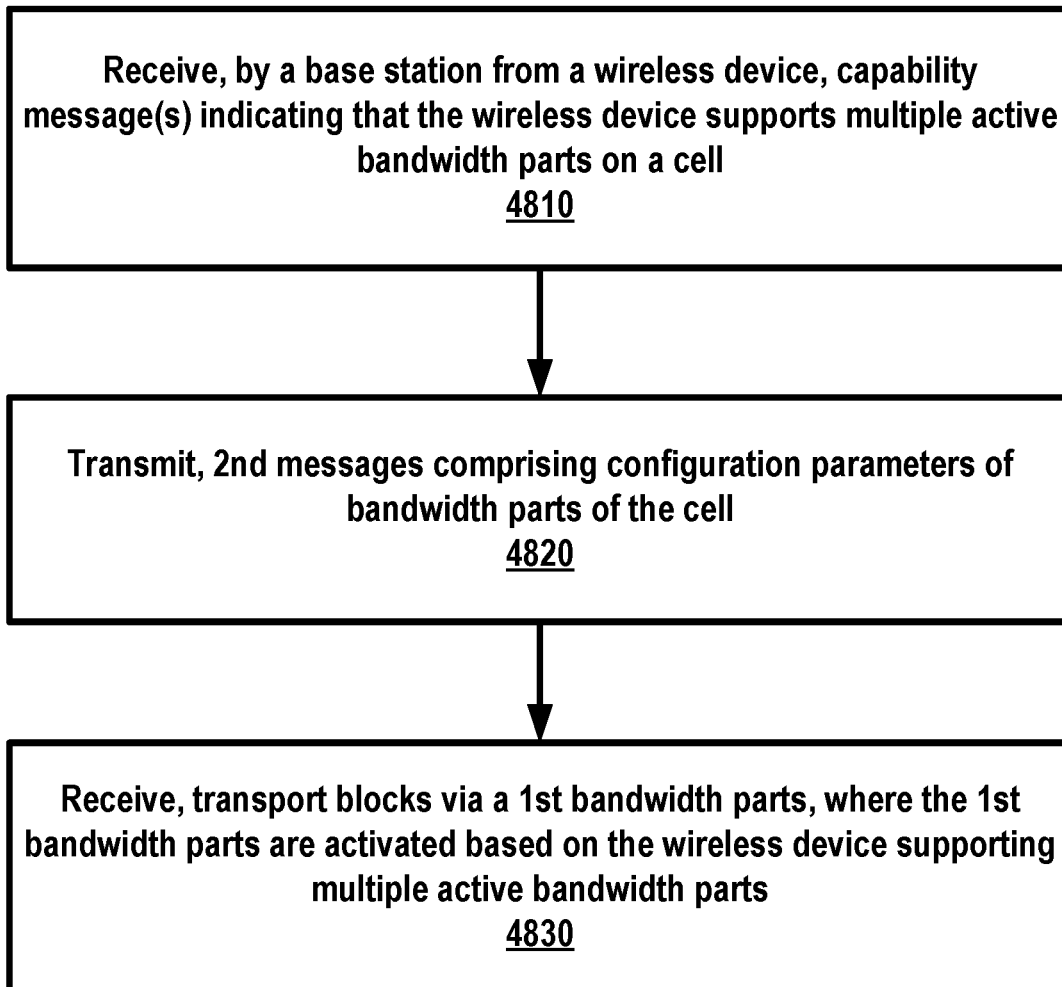 Receive, by a base station from a wireless device, capability
message(s) indicating that the wireless device supports multiple active
bandwidth parts on a cell
4810
Transmit, 2nd messages comprising configuration parameters of
bandwidth parts of the cell
4820
Receive, transport blocks via a 1st bandwidth parts, where the 1st
bandwidth parts are activated based on the wireless device supporting
multiple active bandwidth parts
4830